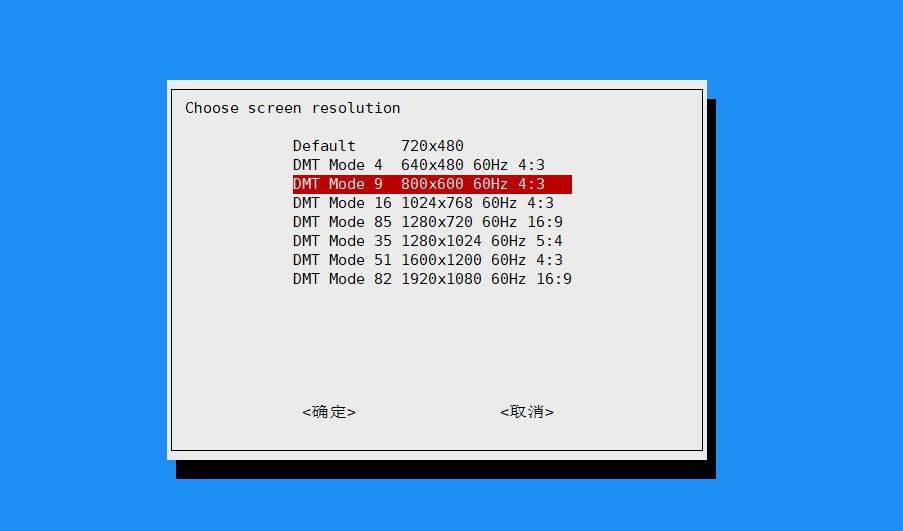 Choose screen resolution
Default     720x480
DMT Mode 4  640x480 60Hz 4:3
DMT Mode 9  800x600 60Hz 4:3
DMT Mode 16 1024x768 60Hz 4:3
DMT Mode 85 1280x720 60Hz 16:9
DMT Mode 35 1280x1024 60Hz 5:4
DMT Mode 51 1600x1200 60Hz 4:3
DMT Mode 82 1920x1080 60Hz 16:9
<确定> <取消>